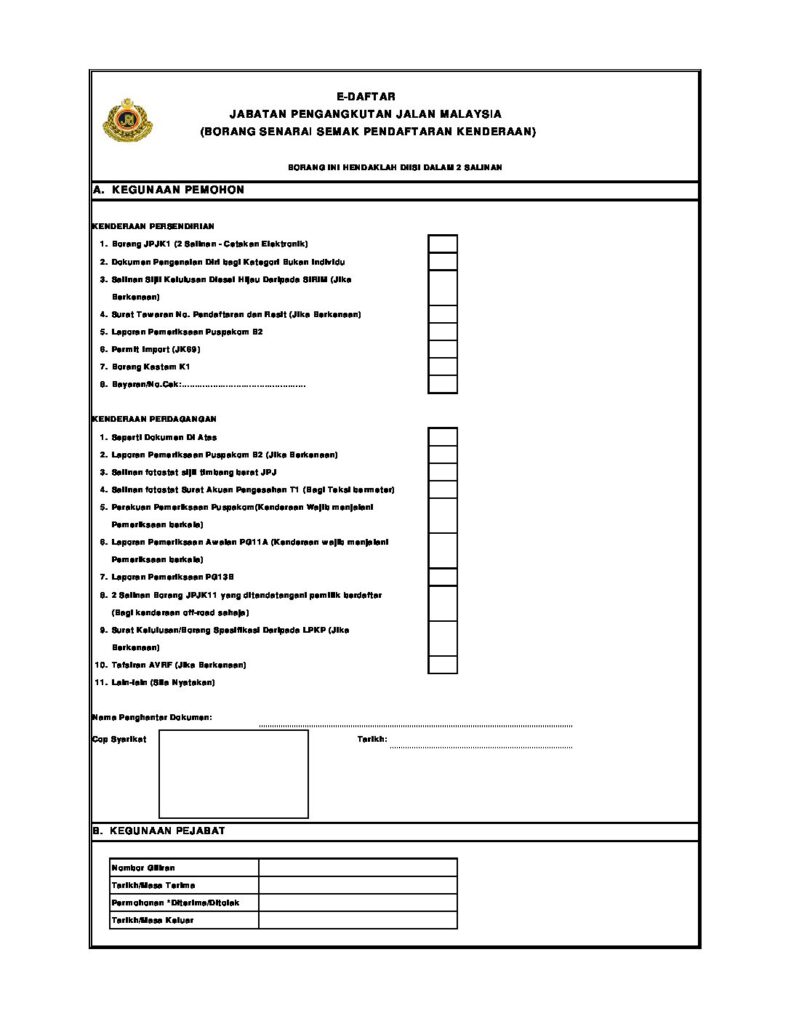 E-DAFTAR
JABATAN PENGANGKUTAN JALAN MALAYSIA
(BORANG SENARAI SEMAK PENDAFTARAN KENDERAAN)
BORANG INI HENDAKLAH DIISI DALAM 2 SALINAN
A. KEGUNAAN PEMOHON
KENDERAAN PERSENDIRIAN
1. Borang JPJK1 (2 Salinan - Cetakan Elektronik)
2. Dokumen Pengenalan Diri bagi Kategori Bukan Individu
3. Salinan Sijil Kelulusan Diesel Hijau Daripada SIRIM (Jika
Berkenaan)
4. Surat Tawaran No. Pendaftaran dan Resit (Jika Berkenaan)
5. Laporan Pemeriksaan Puspakom B2
6. Permit Import (JK69)
7. Borang Kastam K1
8. Bayaran/No.Cek:................................................
KENDERAAN PERDAGANGAN
1. Seperti Dokumen Di Atas
2. Laporan Pemeriksaan Puspakom B2 (Jika Berkenaan)
3. Salinan fotostat sijil timbang berat JPJ
4. Salinan fotostat Surat Akuan Pengesahan T1 (Bagi Teksi bermeter)
5. Perakuan Pemeriksaan Puspakom(Kenderaan Wajib menjalani
Pemeriksaan berkala)
6. Laporan Pemeriksaan Awalan PG11A (Kenderaan wajib menjalani
Pemeriksaan berkala)
7. Laporan Pemeriksaan PG13B
8. 2 Salinan Borang JPJK11 yang ditandatangani pemilik berdaftar
(Bagi kenderaan off-road sahaja)
9. Surat Kelulusan/Borang Spesifikasi Daripada LPKP (Jika
Berkenaan)
10. Tafsiran AVRF (Jika Berkenaan)
11. Lain-lain (Sila Nyatakan)
Nama Penghantar Dokumen:
Cop Syarikat Tarikh:
B. KEGUNAAN PEJABAT
Nombor Giliran
Tarikh/Masa Terima
Permohonan *Diterima/Ditolak
Tarikh/Masa Keluar